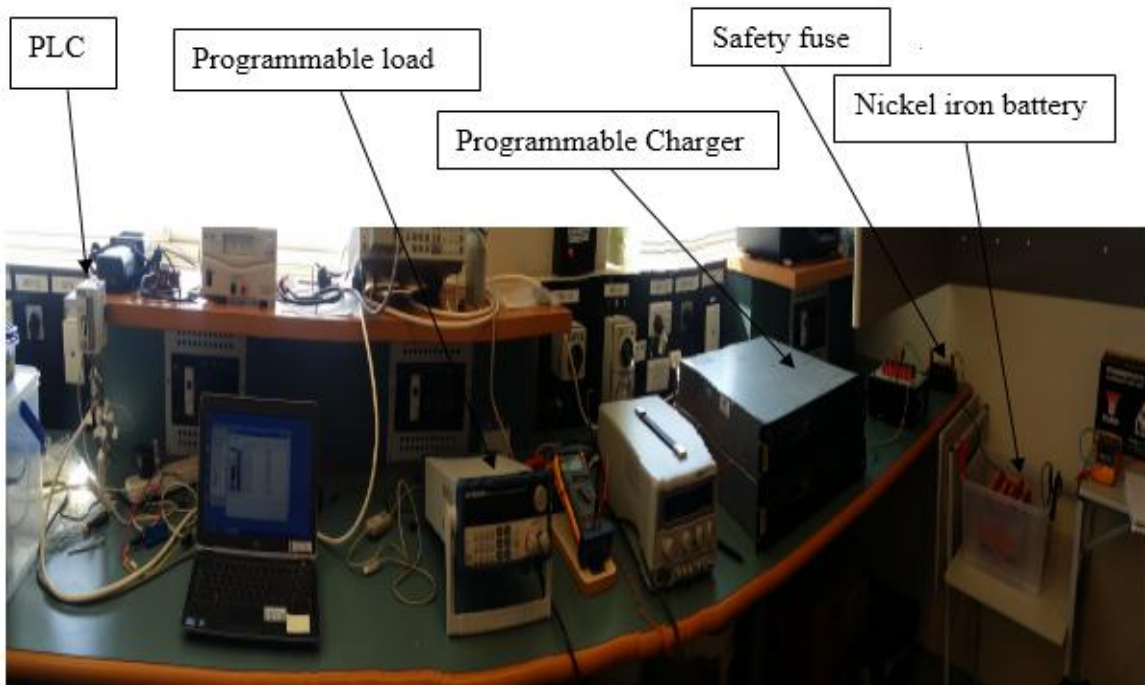 PLC
Programmable load
Programmable Charger
Safety fuse
Nickel iron battery